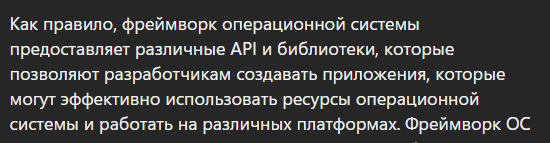 Как правило, фреймворк операционной системы
предоставляет различные API и библиотеки, которые
позволяют разработчикам создавать приложения, которые
могут эффективно использовать ресурсы операционной
системы и работать на различных платформах. Фреймворк ОС